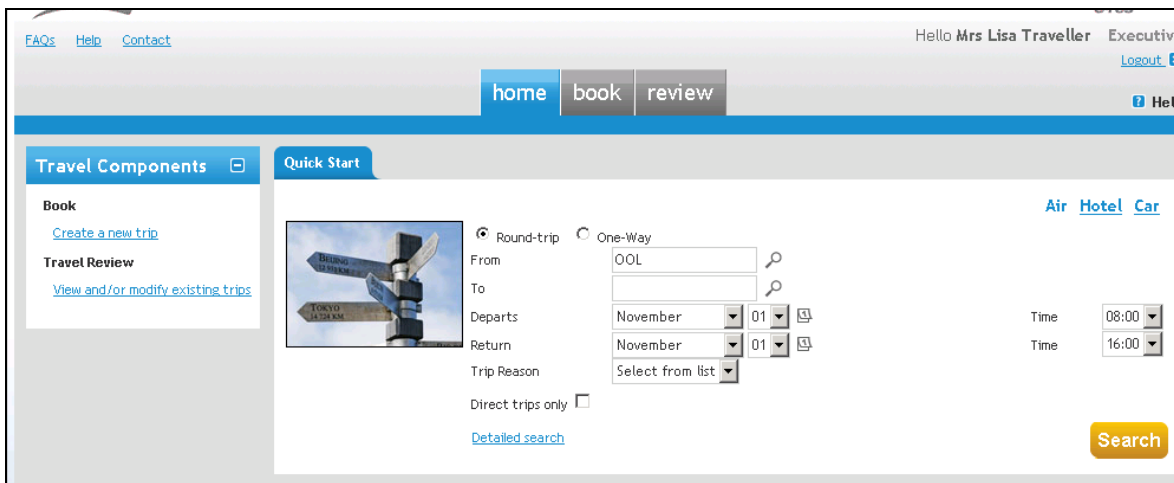 FAQs Help Contact
Hello Mrs Lisa Traveller Executiv
Logout
home book review
Hel
Travel Components
Quick Start
Book
Create a new trip
Travel Review
View and/or modify existing trips
Air Hotel Car
BEIJING
TOKYO
Round-trip One-Way
From OOL
To
Departs November 01 Time 08:00
Return November 01 Time 16:00
Trip Reason Select from list
Direct trips only
Detailed search
Search